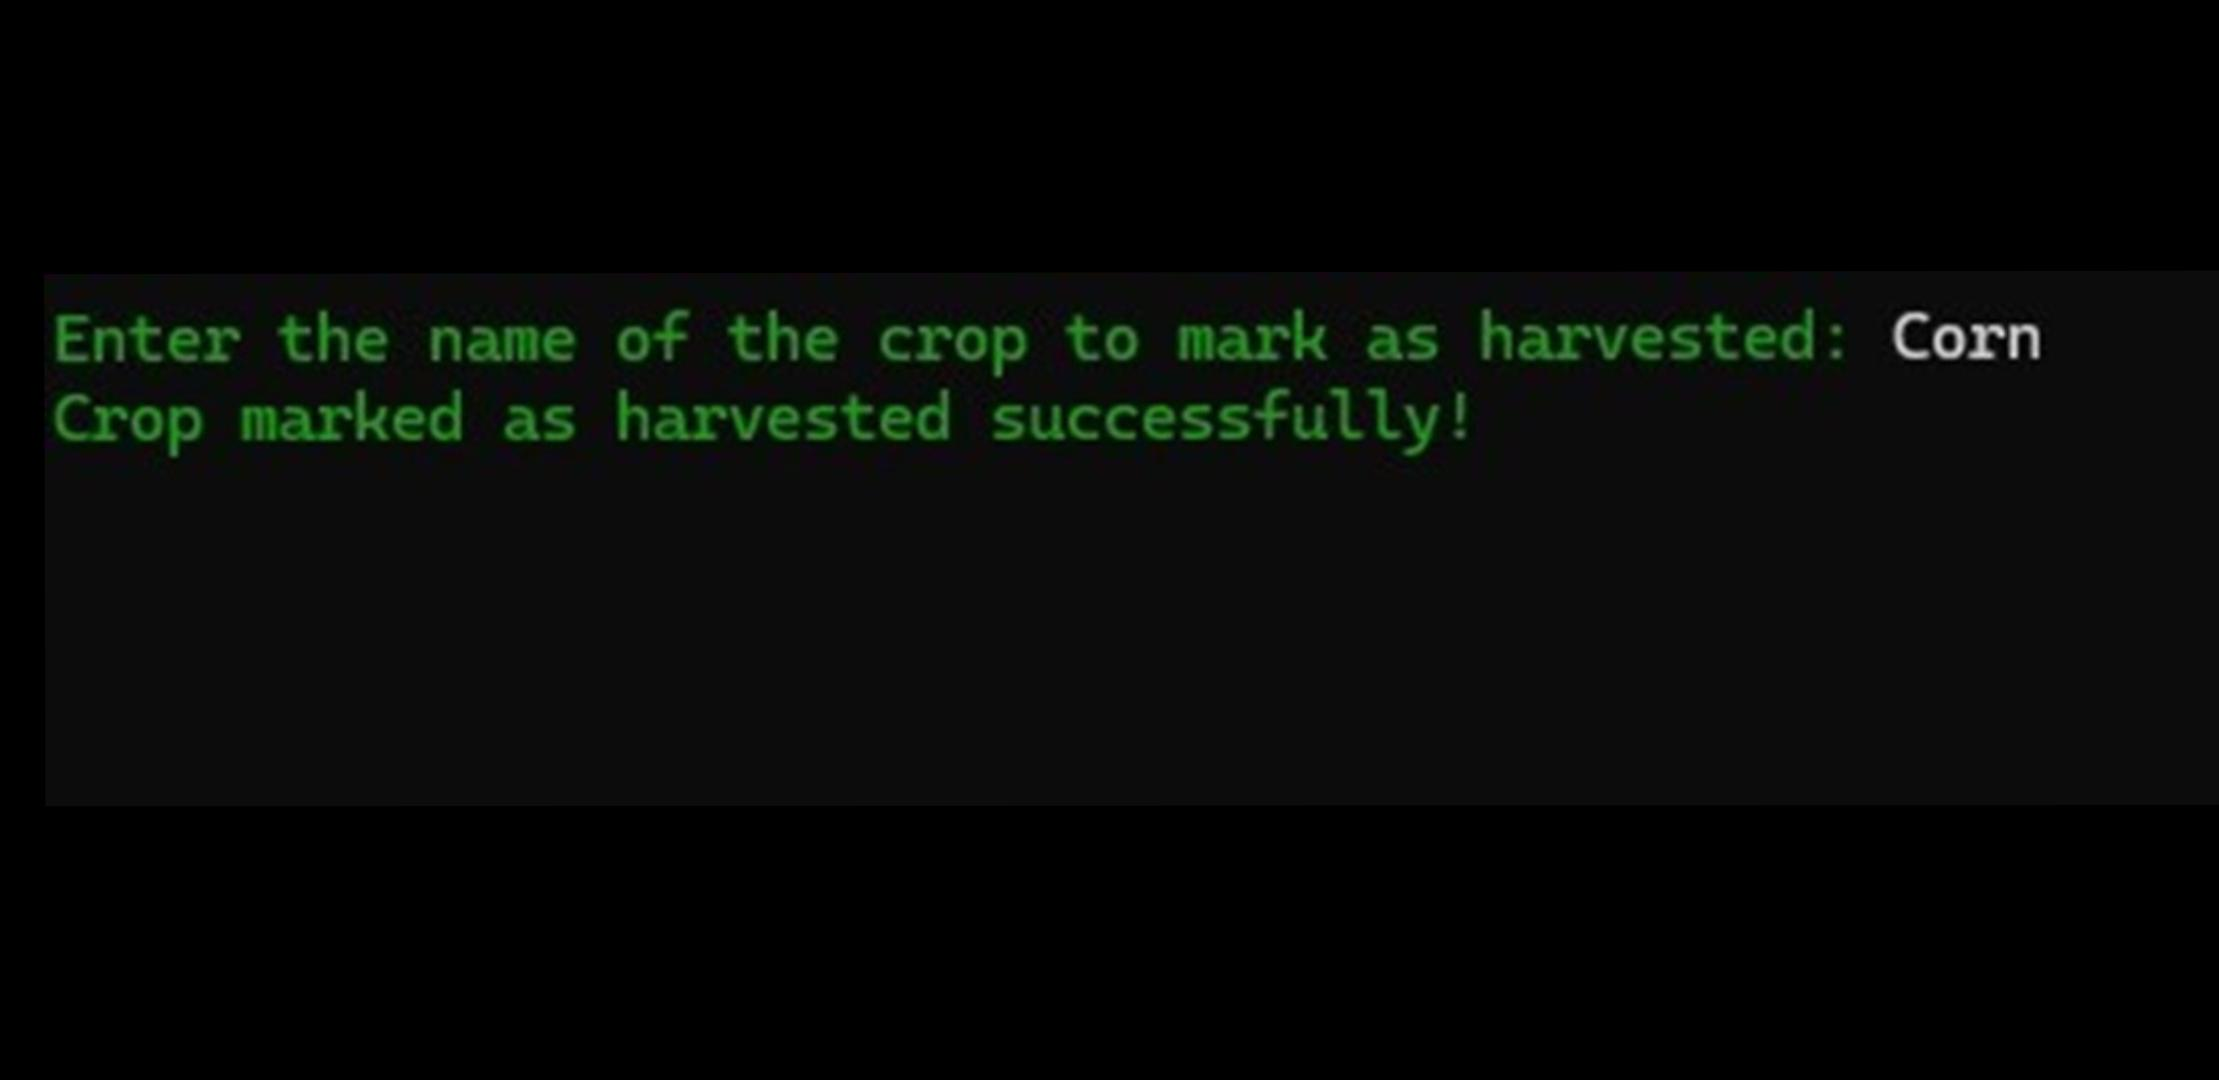 Enter the name of the crop to mark as harvested: Corn
Crop marked as harvested successfully!